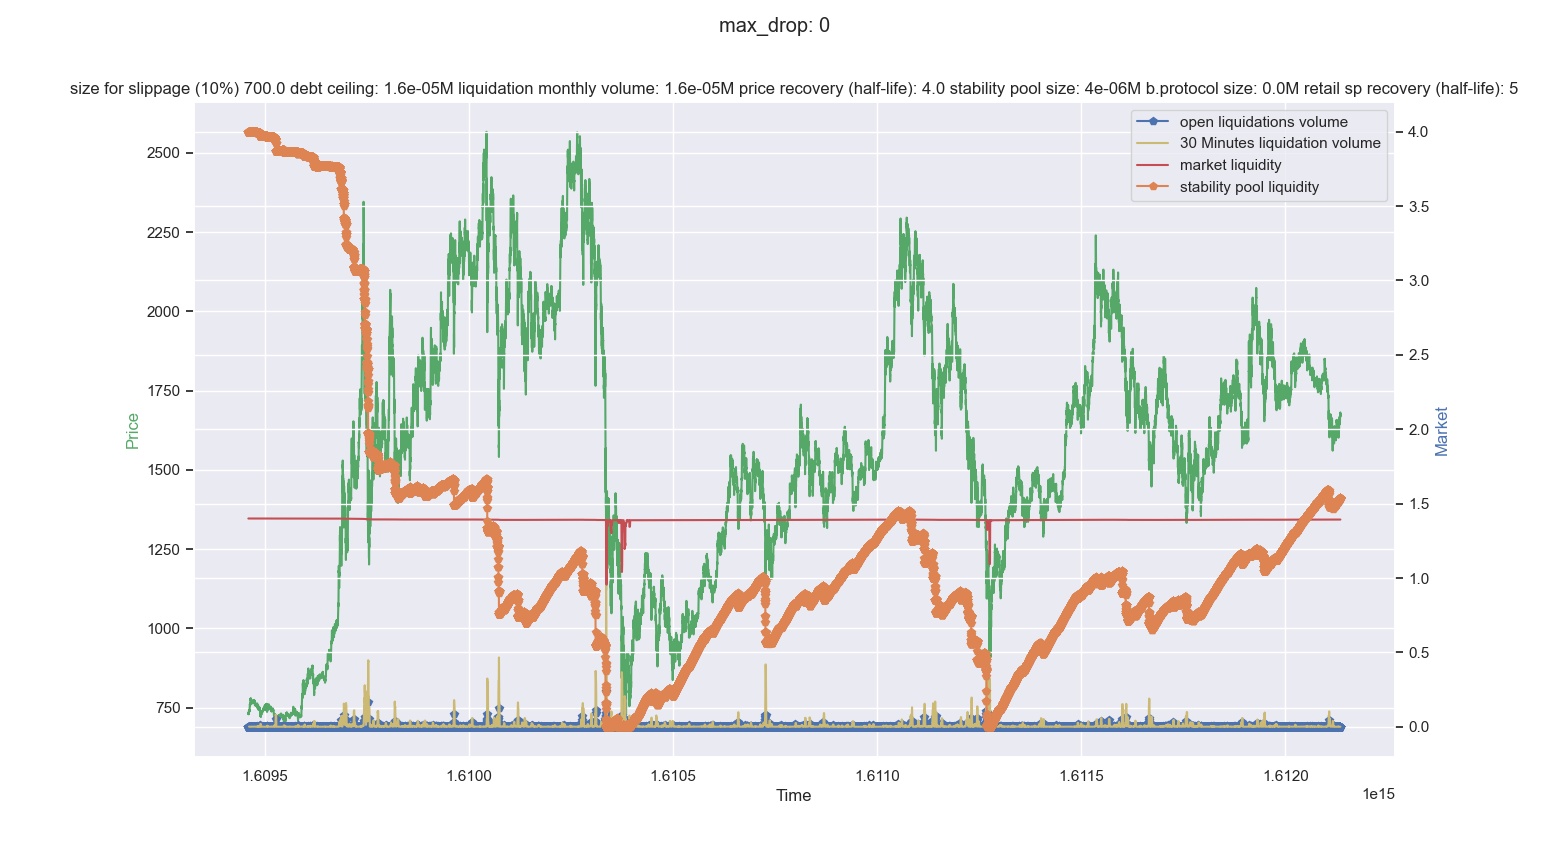 max_drop: 0
size for slippage (10%) 700.0 debt ceiling: 1.6e-05M liquidation monthly volume: 1.6e-05M price recovery (half-life): 4.0 stability pool size: 4e-06M b.protocol size: 0.0M retail sp recovery (half-life): 5
open liquidations volume
30 Minutes liquidation volume
market liquidity
stability pool liquidity
Price
2500
2250
2000
1750
1500
1250
1000
750
4.0
3.5
3.0
2.5
2.0
1.5
1.0
0.5
0.0
Market
1.6095 1.6100 1.6105 1.6110 1.6115 1.6120
Time
1e15